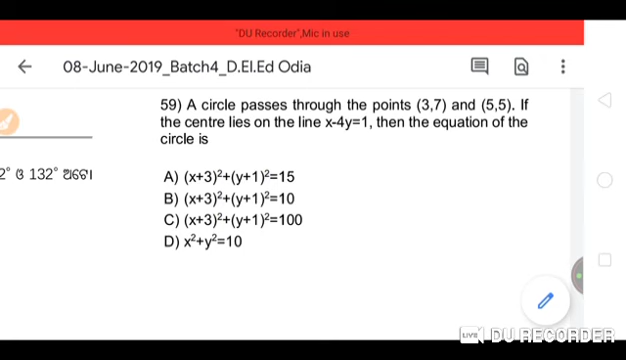 "DU Recorder",Mic in use
08-June-2019_Batch4_D.El.Ed Odia
59) A circle passes through the points (3,7) and (5,5). If
the centre lies on the line x-4y=1, then the equation of the
circle is
2° ଓ 132° ଅଟେ।
A) (x+3)²+(y+1)²=15
B) (x+3)²+(y+1)²=10
C) (x+3)²+(y+1)²=100
D) x²+y²=10
LIVE DU RECORDER